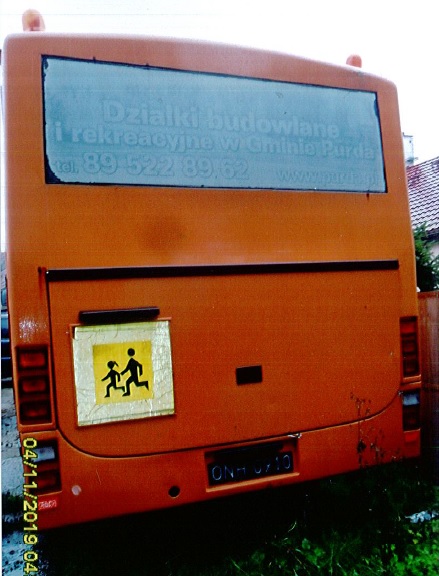 Działki budowlane
i rekreacyjne w Gminie Purda
tel. 89 522 89 62
04/11/2019 04